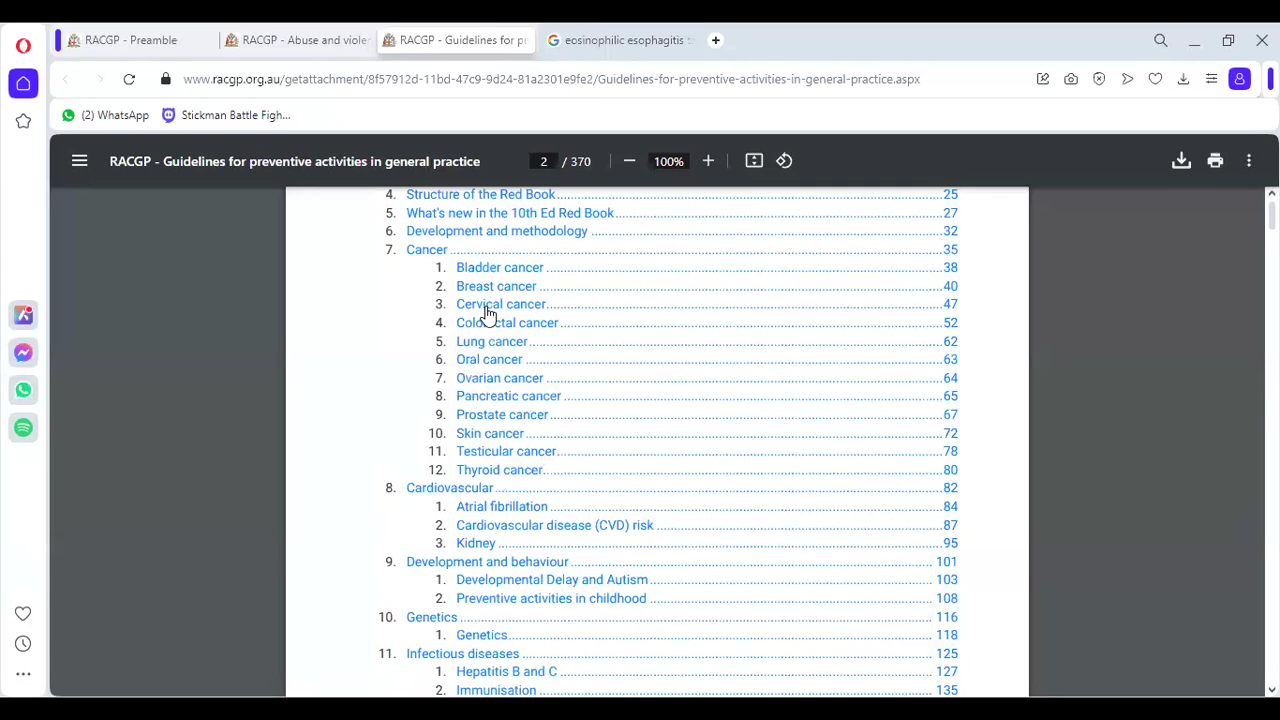 RACGP - Preamble
RACGP - Abuse and viole
RACGP - Guidelines for p
eosinophilic esophagitis
www.racgp.org.au/getattachment/8f57912d-11bd-47c9-9d24-81a2301e9fe2/Guidelines-for-preventive-activities-in-general-practice.aspx
(2) WhatsApp
Stickman Battle Figh...
RACGP - Guidelines for preventive activities in general practice
2 / 370
100%
4. Structure of the Red Book 25
5. What's new in the 10th Ed Red Book 27
6. Development and methodology 32
7. Cancer 35
1. Bladder cancer 38
2. Breast cancer 40
3. Cervical cancer 47
4. Colorectal cancer 52
5. Lung cancer 62
6. Oral cancer 63
7. Ovarian cancer 64
8. Pancreatic cancer 65
9. Prostate cancer 67
10. Skin cancer 72
11. Testicular cancer 78
12. Thyroid cancer 80
8. Cardiovascular 82
1. Atrial fibrillation 84
2. Cardiovascular disease (CVD) risk 87
3. Kidney 95
9. Development and behaviour 101
1. Developmental Delay and Autism 103
2. Preventive activities in childhood 108
10. Genetics 116
1. Genetics 118
11. Infectious diseases 125
1. Hepatitis B and C 127
2. Immunisation 135